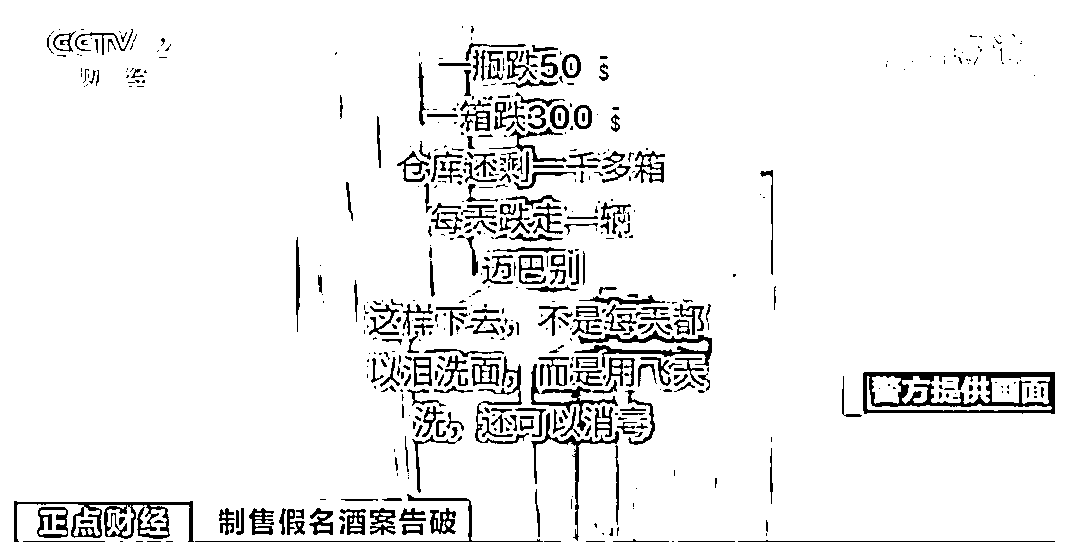 CCTV 2
财经
一瓶跌50 $
一箱跌300 $
仓库还剩一千多箱
每天跌走一辆
迈巴别
这样下去，不是每天都
以泪洗面，而是用飞天
洗，还可以消毒
警方提供画面
正点财经
制售假名酒案告破